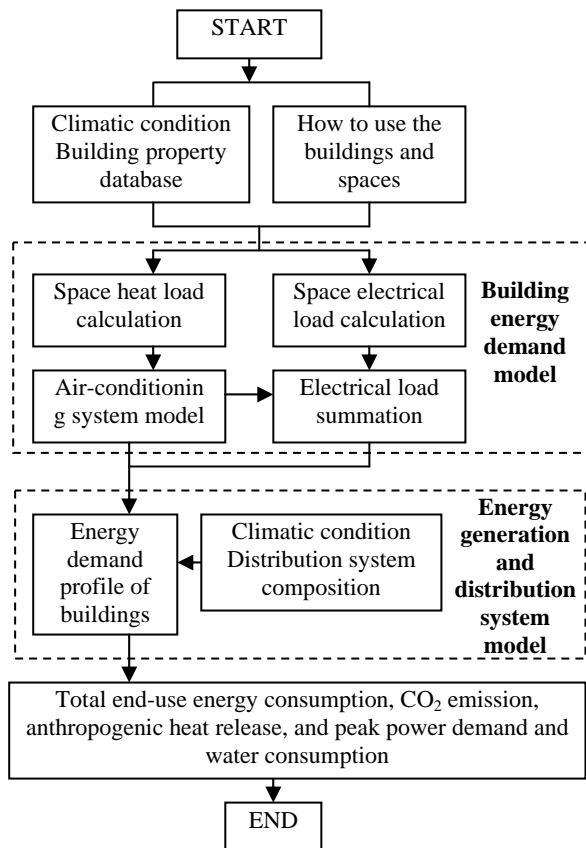 START
Climatic condition
Building property
database
How to use the
buildings and
spaces
Space heat load
calculation
Space electrical
load calculation
Building
energy
demand
model
Air-conditionin
g system model
Electrical load
summation
Energy
demand
profile of
buildings
Climatic condition
Distribution system
composition
Energy
generation
and
distribution
system
model
Total end-use energy consumption, CO₂ emission,
anthropogenic heat release, and peak power demand and
water consumption
END